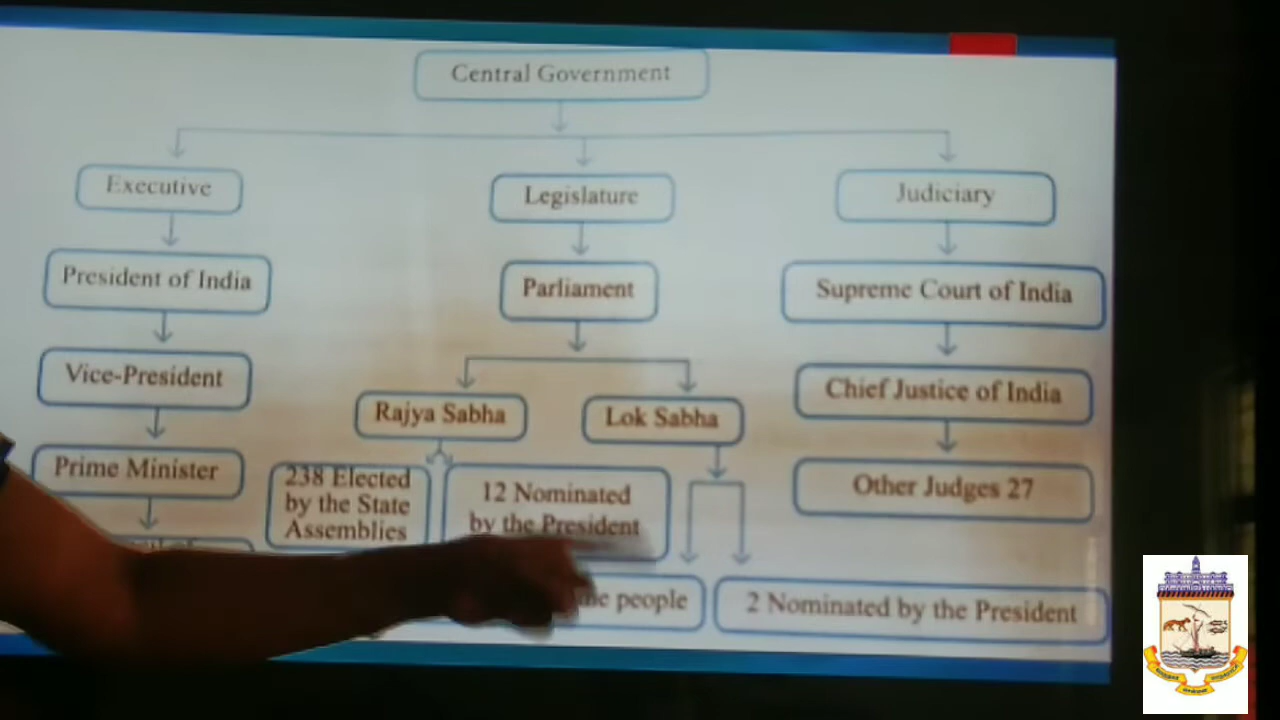 Central Government
Executive
Legislature
Judiciary
President of India
Parliament
Supreme Court of India
Vice-President
Rajya Sabha
Lok Sabha
Chief Justice of India
Prime Minister
238 Elected
by the State
Assemblies
12 Nominated
by the President
Other Judges 27
people
2 Nominated by the President